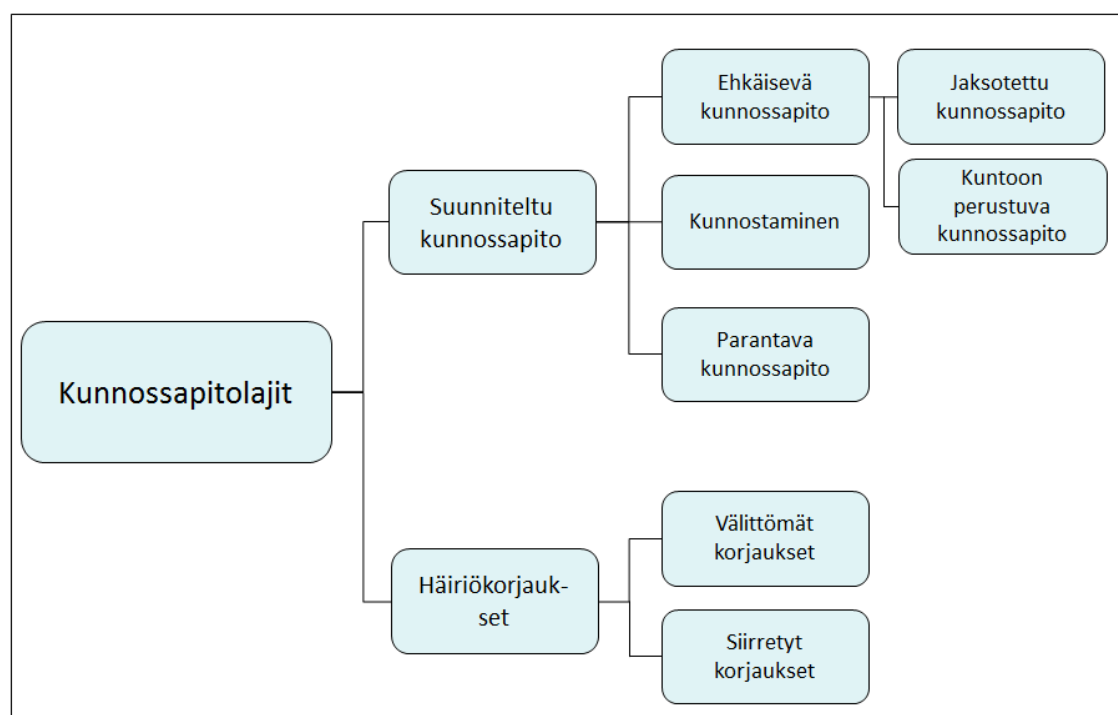 Kunnossapitolajit
Suunniteltu
kunnossapito
Ehkäisevä
kunnossapito
Jaksotettu
kunnossapito
Kuntoon
perustuva
kunnossapito
Kunnostaminen
Parantava
kunnossapito
Häiriökorjauk-
set
Välittömät
korjaukset
Siirretyt
korjaukset